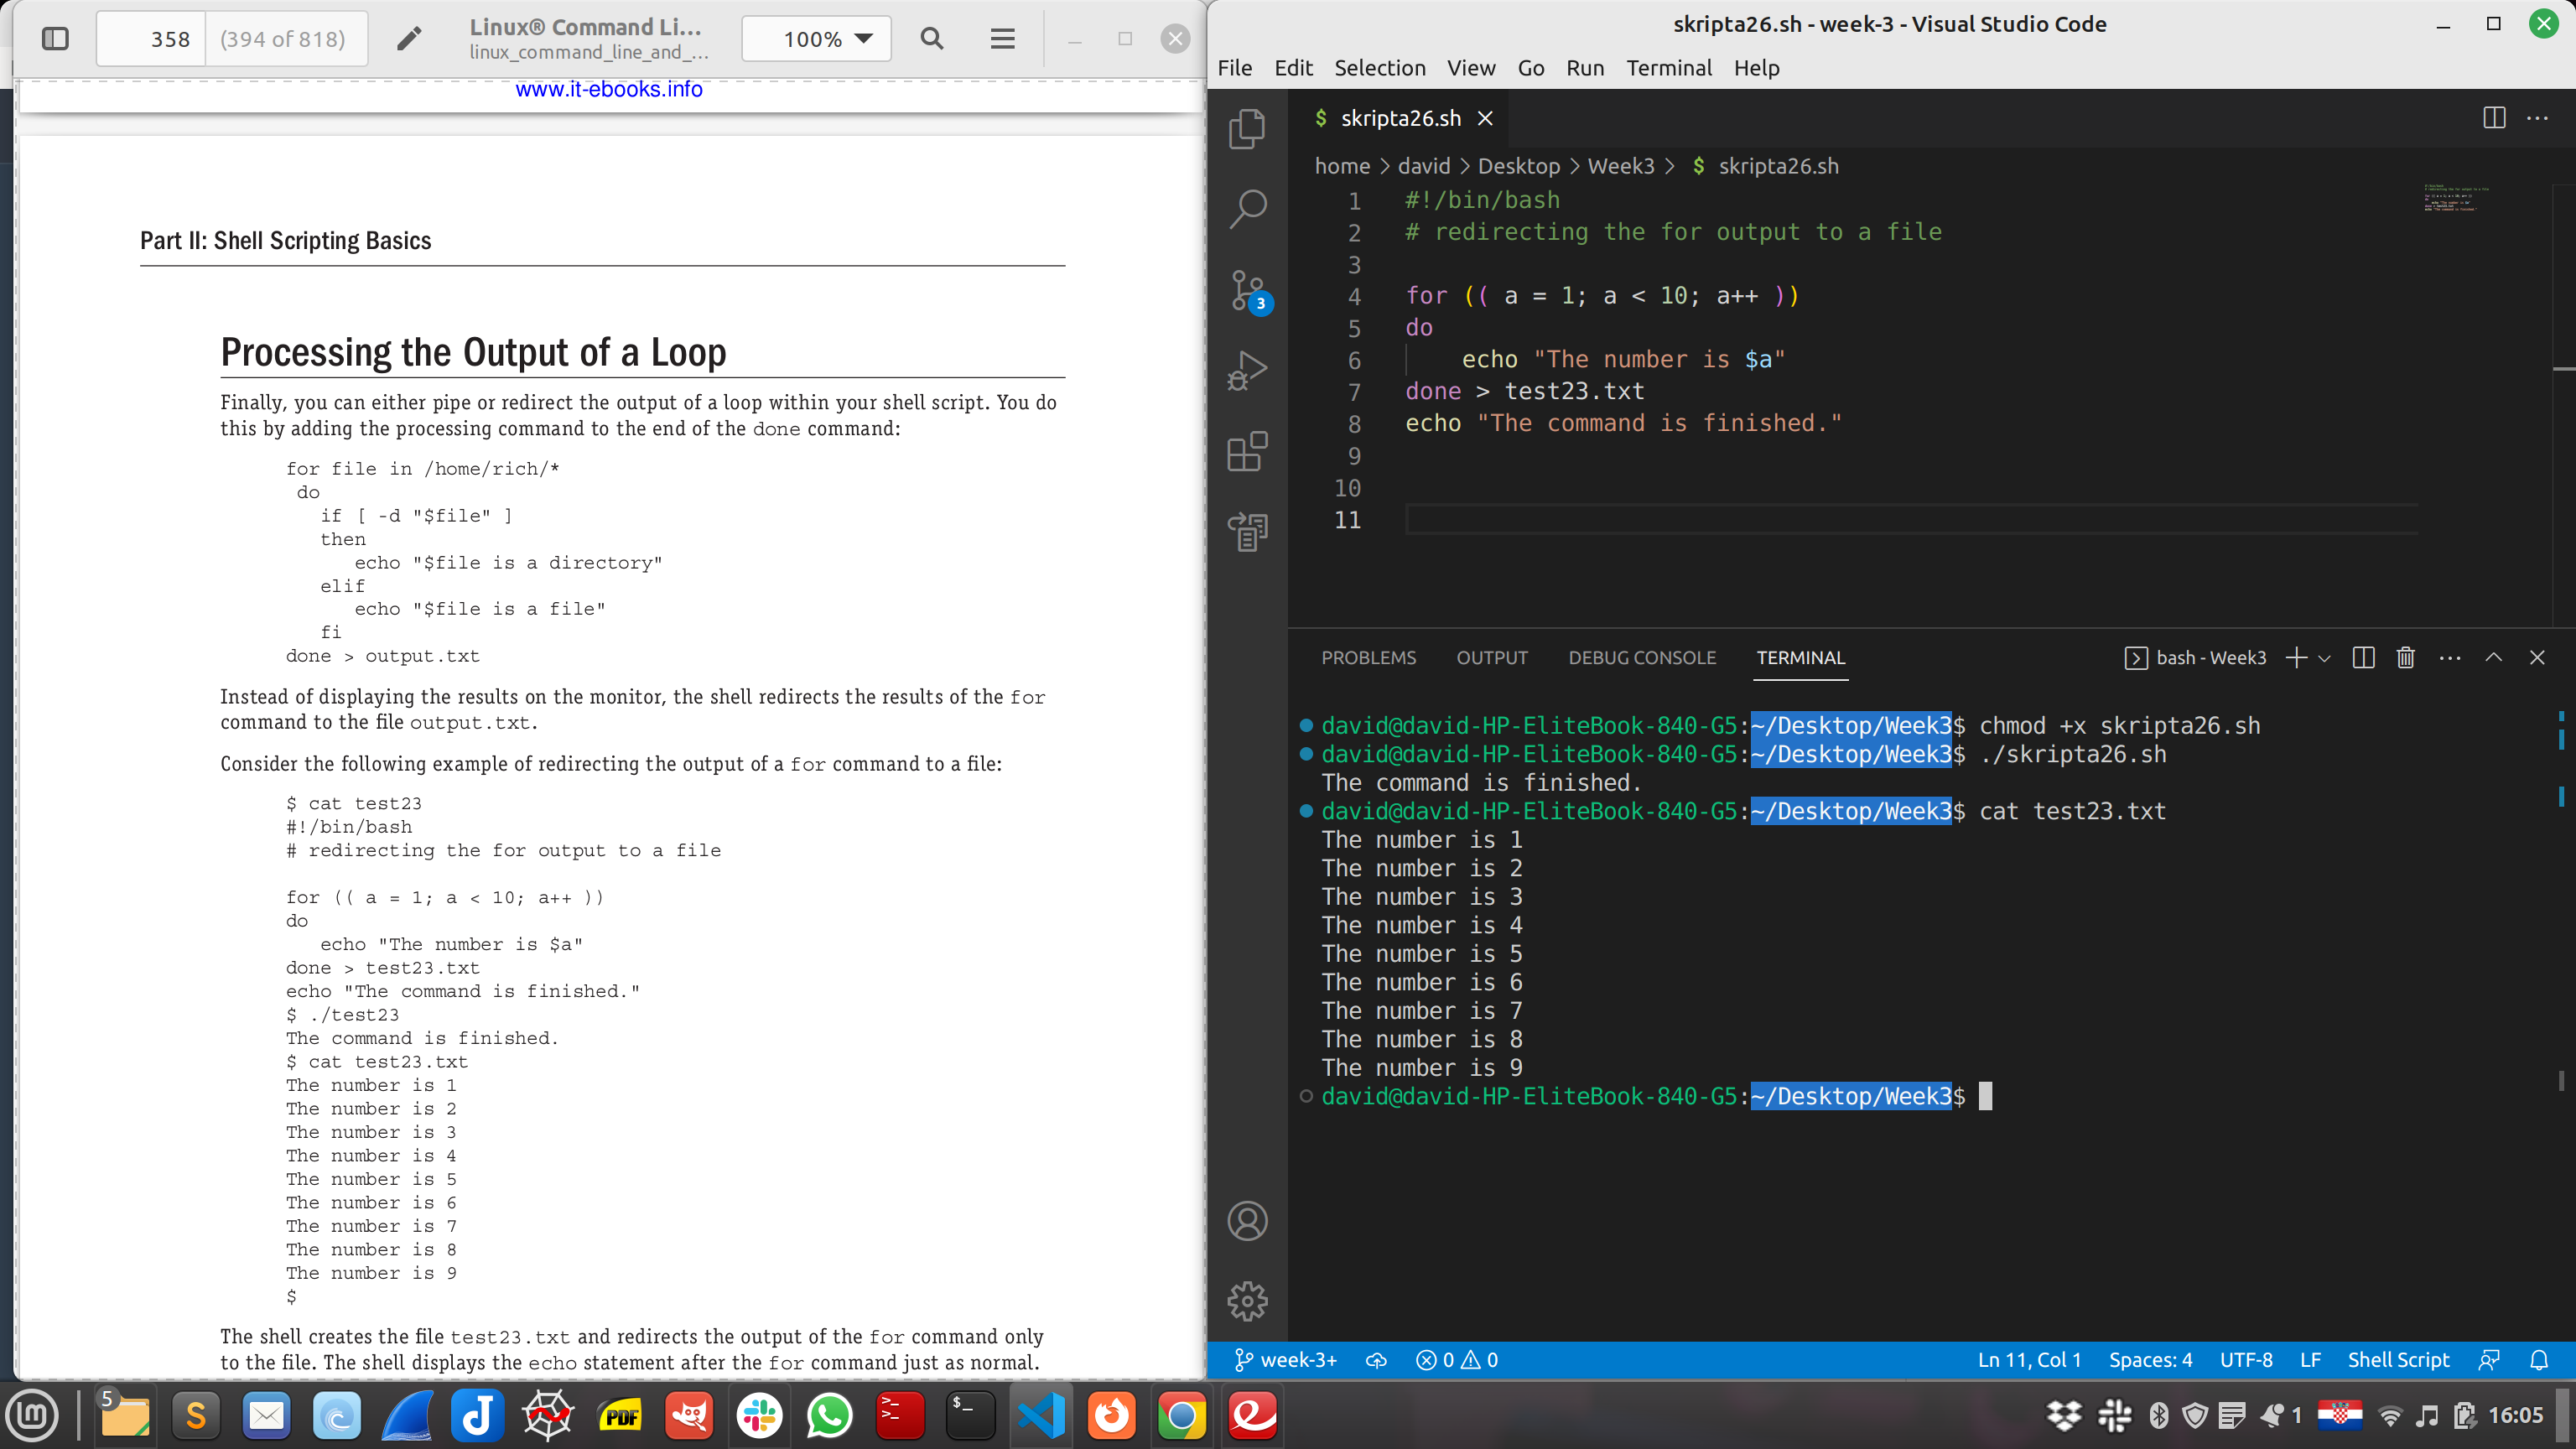 358 (394 of 818)
Linux® Command Li...
linux_command_line_and_...
100%
www.it-ebooks.info
Part II: Shell Scripting Basics
Processing the Output of a Loop
Finally, you can either pipe or redirect the output of a loop within your shell script. You do
this by adding the processing command to the end of the done command:
for file in /home/rich/*
do
if [ -d "$file" ]
then
echo "$file is a directory"
elif
echo "$file is a file"
fi
done > output.txt
Instead of displaying the results on the monitor, the shell redirects the results of the for
command to the file output.txt.
Consider the following example of redirecting the output of a for command to a file:
$ cat test23
#!/bin/bash
# redirecting the for output to a file
for (( a = 1; a < 10; a++ ))
do
echo "The number is $a"
done > test23.txt
echo "The command is finished."
$ ./test23
The command is finished.
$ cat test23.txt
The number is 1
The number is 2
The number is 3
The number is 4
The number is 5
The number is 6
The number is 7
The number is 8
The number is 9
$
The shell creates the file test23.txt and redirects the output of the for command only
to the file. The shell displays the echo statement after the for command just as normal.
skripta26.sh - week-3 - Visual Studio Code
File Edit Selection View Go Run Terminal Help
$ skripta26.sh
home > david > Desktop > Week3 > $ skripta26.sh
1 #!/bin/bash
2 # redirecting the for output to a file
3
4 for (( a = 1; a < 10; a++ ))
5 do
6 echo "The number is $a"
7 done > test23.txt
8 echo "The command is finished."
9
10
11
3
PROBLEMS OUTPUT DEBUG CONSOLE TERMINAL bash - Week3
david@david-HP-EliteBook-840-G5:~/Desktop/Week3$ chmod +x skripta26.sh
david@david-HP-EliteBook-840-G5:~/Desktop/Week3$ ./skripta26.sh
The command is finished.
david@david-HP-EliteBook-840-G5:~/Desktop/Week3$ cat test23.txt
The number is 1
The number is 2
The number is 3
The number is 4
The number is 5
The number is 6
The number is 7
The number is 8
The number is 9
david@david-HP-EliteBook-840-G5:~/Desktop/Week3$
week-3+ 0 0 Ln 11, Col 1 Spaces: 4 UTF-8 LF Shell Script
5 S PDF $_ 1 16:05